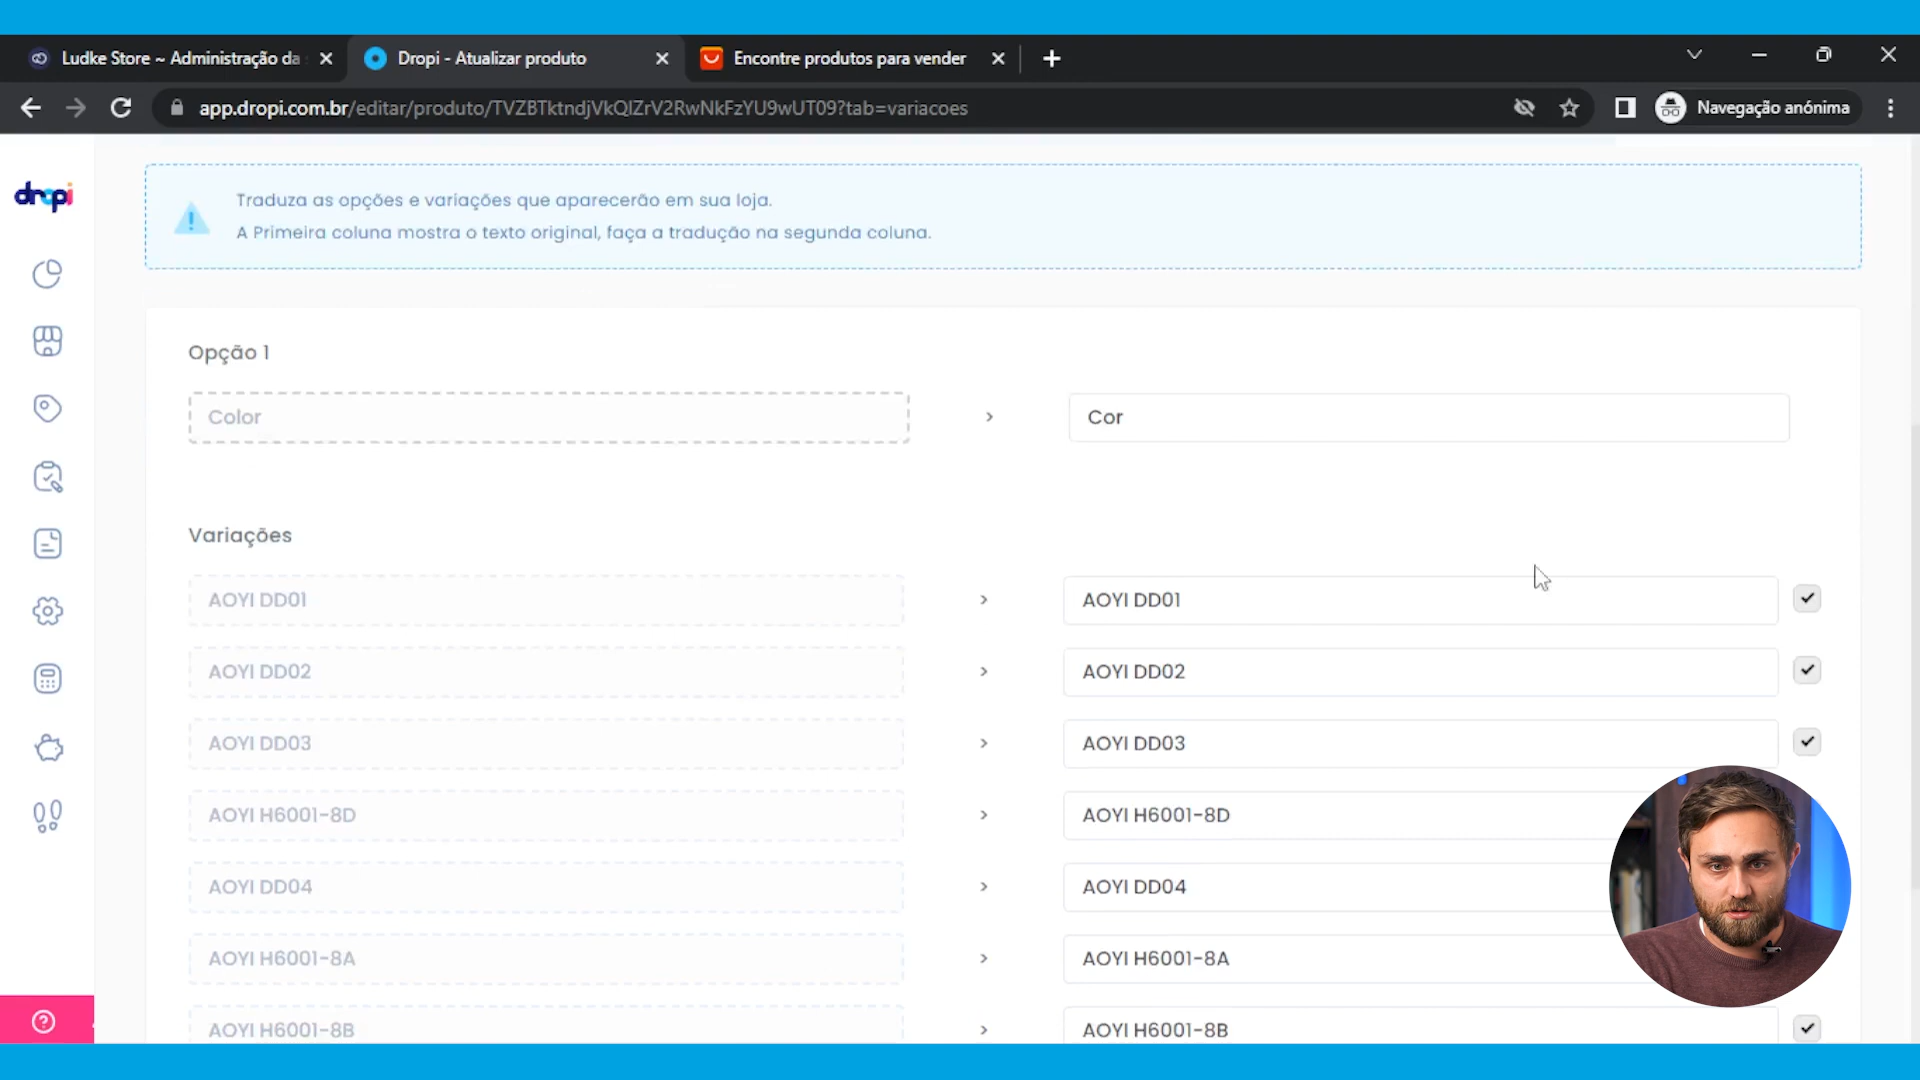 Ludke Store ~ Administração da
Dropi - Atualizar produto
Encontre produtos para vender
app.dropi.com.br/editar/produto/TVZBTktndjVkQlZrV2RwNkFzYU9wUT09?tab=variacoes
Navegação anónima
dropi
Traduza as opções e variações que aparecerão em sua loja.
A Primeira coluna mostra o texto original, faça a tradução na segunda coluna.
Opção 1
Color > Cor
Variações
AOYI DD01 > AOYI DD01
AOYI DD02 > AOYI DD02
AOYI DD03 > AOYI DD03
AOYI H6001-8D > AOYI H6001-8D
AOYI DD04 > AOYI DD04
AOYI H6001-8A > AOYI H6001-8A
AOYI H6001-8B > AOYI H6001-8B